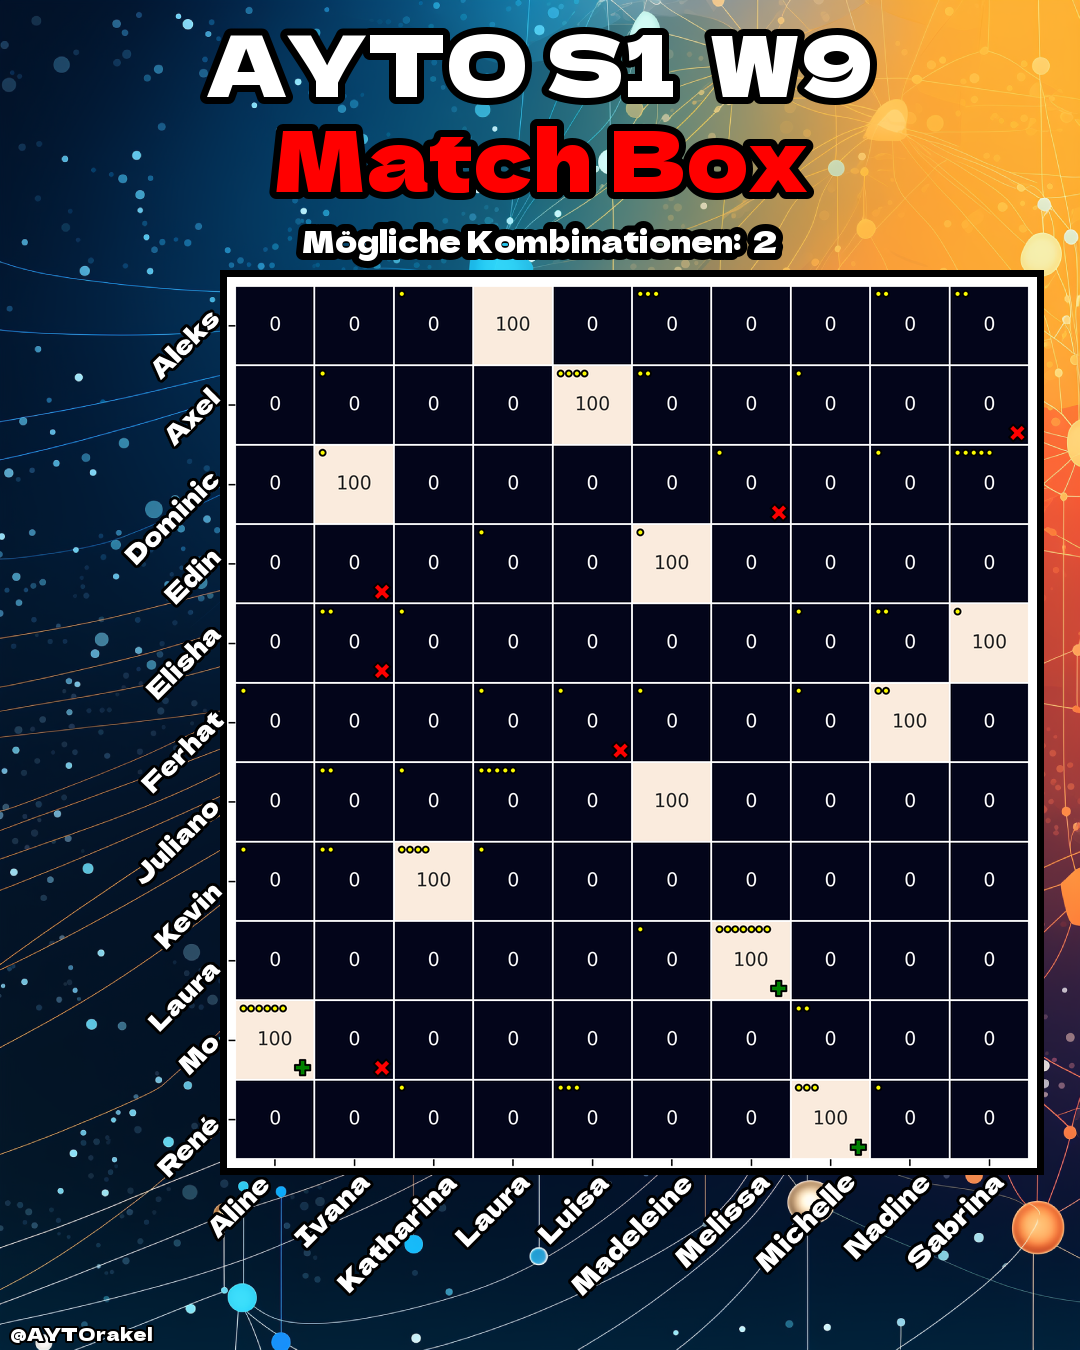 AYTO S1 W9
MatchBox
Mögliche Kombinationen: 2
Aleks 0 0 0 100 0 0 0 0 0 0
Axel 0 0 0 0 100 0 0 0 0 0
Dominic 0 100 0 0 0 0 0 0 0 0
Edin 0 0 0 0 0 100 0 0 0 0
Elisha 0 0 0 0 0 0 0 0 0 100
Ferhat 0 0 0 0 0 0 0 0 100 0
Juliano 0 0 0 0 0 100 0 0 0 0
Kevin 0 0 100 0 0 0 0 0 0 0
Laura 0 0 0 0 0 0 100 0 0 0
Mo 100 0 0 0 0 0 0 0 0 0
René 0 0 0 0 0 0 0 100 0 0
Aline Ivana Katharina Laura Luisa Madeleine Melissa Michelle Nadine Sabrina
@AYTOrakel